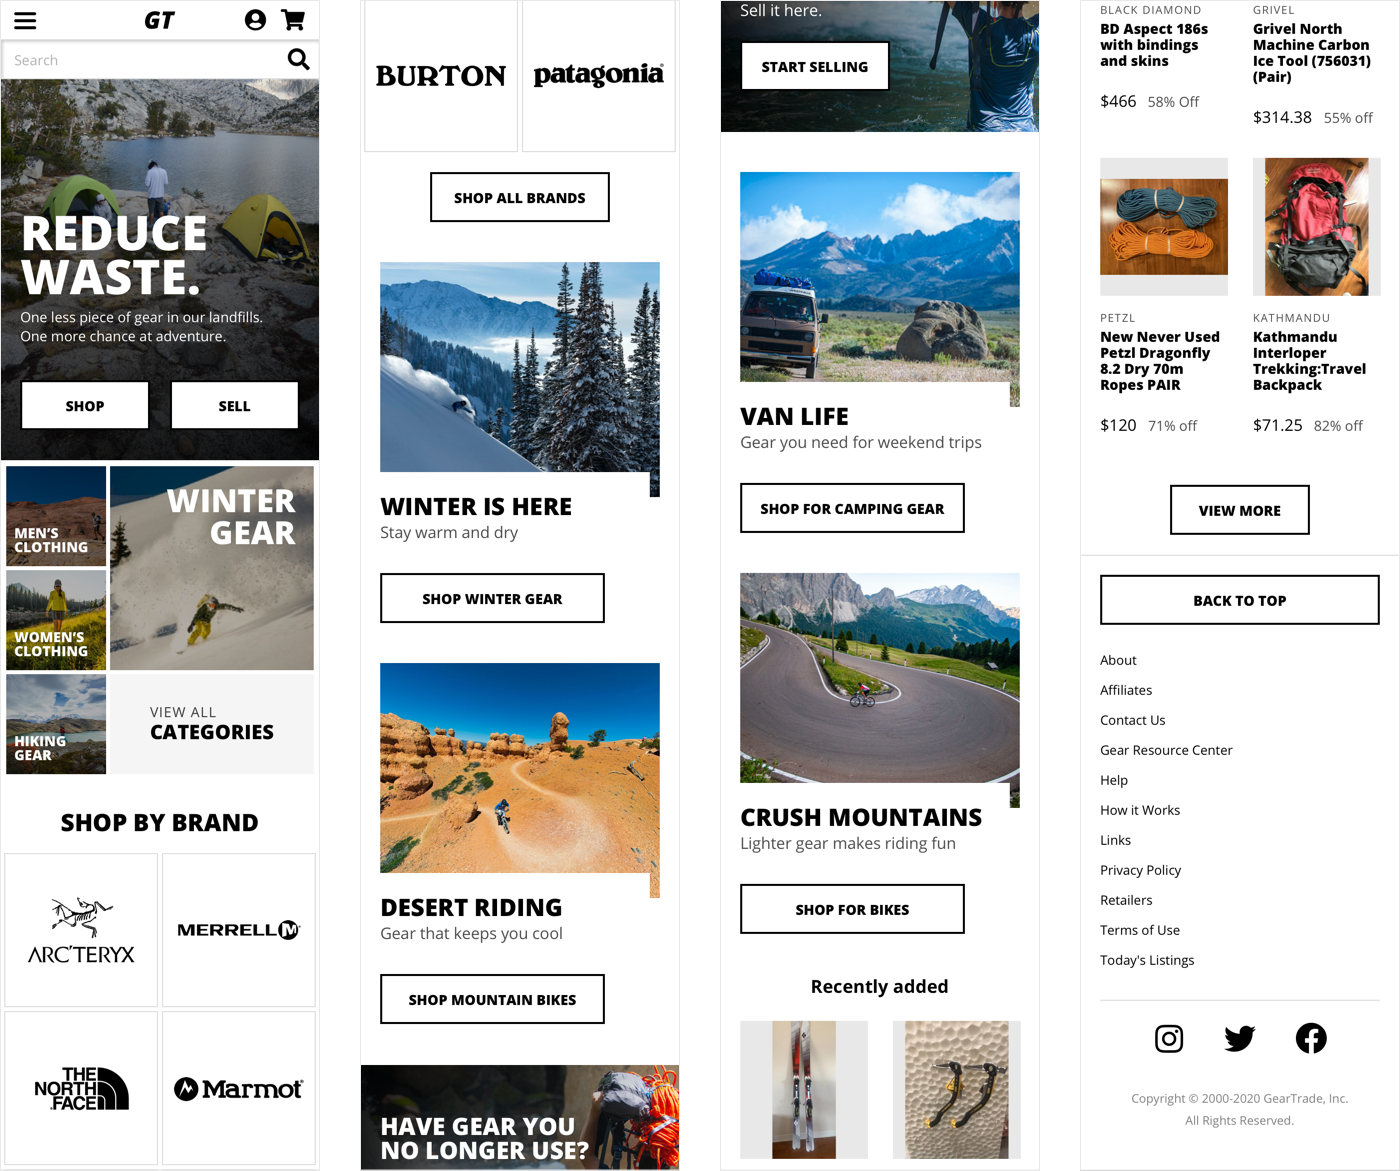 GT
Search
REDUCE
WASTE.
One less piece of gear in our landfills.
One more chance at adventure.
SHOP
SELL
MEN'S
CLOTHING
WINTER
GEAR
WOMEN'S
CLOTHING
HIKING
GEAR
VIEW ALL
CATEGORIES
SHOP BY BRAND
ARC'TERYX
MERRELL
THE
NORTH
FACE
Marmot
BURTON
patagonia
SHOP ALL BRANDS
WINTER IS HERE
Stay warm and dry
SHOP WINTER GEAR
DESERT RIDING
Gear that keeps you cool
SHOP MOUNTAIN BIKES
HAVE GEAR YOU
NO LONGER USE?
Sell it here.
START SELLING
VAN LIFE
Gear you need for weekend trips
SHOP FOR CAMPING GEAR
CRUSH MOUNTAINS
Lighter gear makes riding fun
SHOP FOR BIKES
Recently added
BLACK DIAMOND
BD Aspect 186s
with bindings
and skins
$466 58% Off
GRIVEL
Grivel North
Machine Carbon
Ice Tool (756031)
(Pair)
$314.38 55% off
PETZL
New Never Used
Petzl Dragonfly
8.2 Dry 70m
Ropes PAIR
$120 71% off
KATHMANDU
Kathmandu
Interloper
Trekking:Travel
Backpack
$71.25 82% off
VIEW MORE
BACK TO TOP
About
Affiliates
Contact Us
Gear Resource Center
Help
How it Works
Links
Privacy Policy
Retailers
Terms of Use
Today's Listings
Copyright © 2000-2020 GearTrade, Inc.
All Rights Reserved.